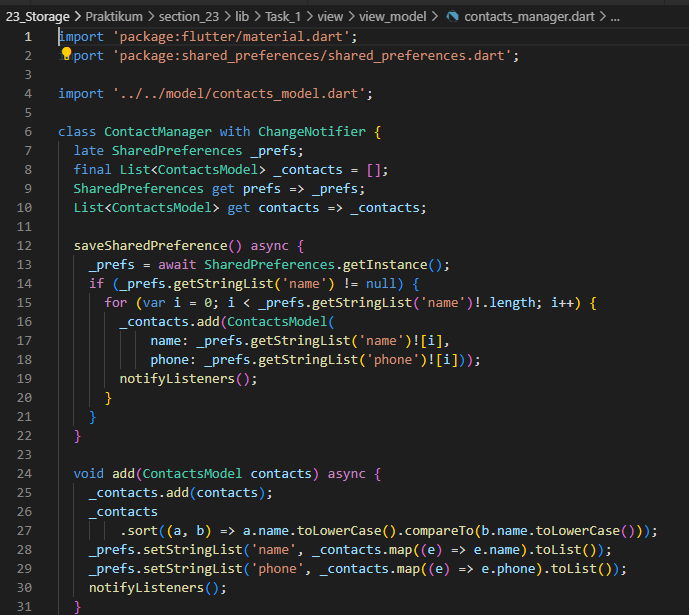 23_Storage > Praktikum > section_23 > lib > Task_1 > view > view_model > contacts_manager.dart > ...
1 import 'package:flutter/material.dart';
2 import 'package:shared_preferences/shared_preferences.dart';
3
4 import '../../model/contacts_model.dart';
5
6 class ContactManager with ChangeNotifier {
7 late SharedPreferences _prefs;
8 final List<ContactsModel> _contacts = [];
9 SharedPreferences get prefs => _prefs;
10 List<ContactsModel> get contacts => _contacts;
11
12 saveSharedPreference() async {
13 _prefs = await SharedPreferences.getInstance();
14 if (_prefs.getStringList('name') != null) {
15 for (var i = 0; i < _prefs.getStringList('name')!.length; i++) {
16 _contacts.add(ContactsModel(
17 name: _prefs.getStringList('name')![i],
18 phone: _prefs.getStringList('phone')![i]));
19 notifyListeners();
20 }
21 }
22 }
23
24 void add(ContactsModel contacts) async {
25 _contacts.add(contacts);
26 _contacts
27 .sort((a, b) => a.name.toLowerCase().compareTo(b.name.toLowerCase()));
28 _prefs.setStringList('name', _contacts.map((e) => e.name).toList());
29 _prefs.setStringList('phone', _contacts.map((e) => e.phone).toList());
30 notifyListeners();
31 }